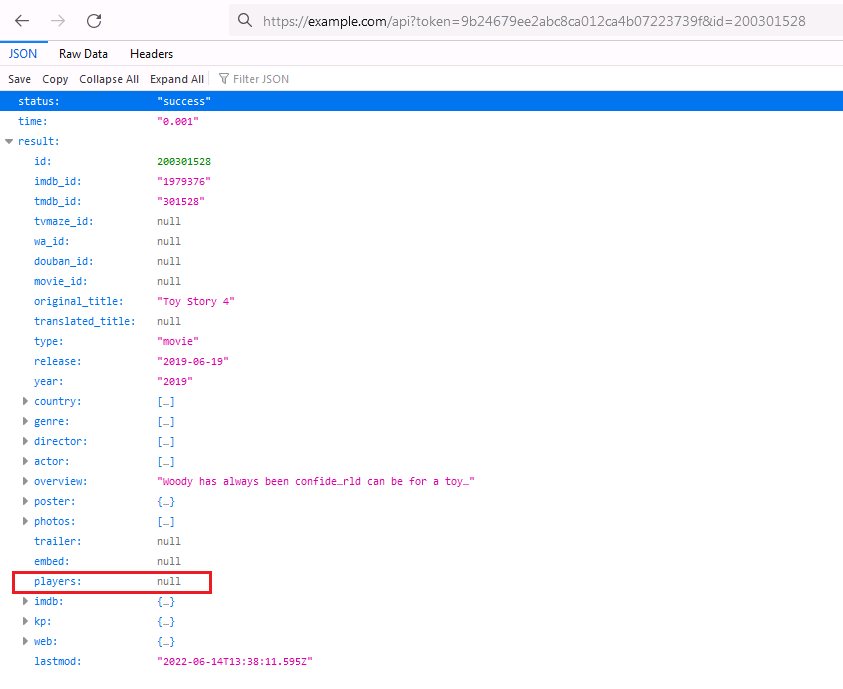 https://example.com/api?token=9b24679ee2abc8ca012ca4b07223739f&id=200301528
JSON Raw Data Headers
Save Copy Collapse All Expand All Filter JSON
status: "success"
time: "0.001"
result:
id: 200301528
imdb_id: "1979376"
tmdb_id: "301528"
tvmaze_id: null
wa_id: null
douban_id: null
movie_id: null
original_title: "Toy Story 4"
translated_title: null
type: "movie"
release: "2019-06-19"
year: "2019"
country: […]
genre: […]
director: […]
actor: […]
overview: "Woody has always been confide…rld can be for a toy…"
poster: {…}
photos: […]
trailer: null
embed: null
players: null
imdb: {…}
kp: {…}
web: {…}
lastmod: "2022-06-14T13:38:11.595Z"